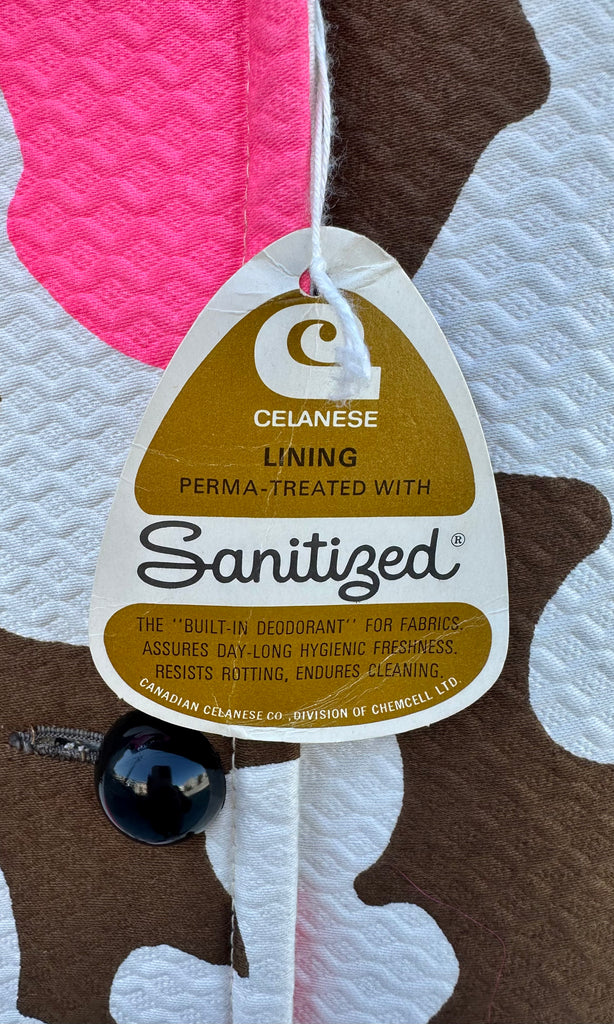 C
CELANESE
LINING
PERMA-TREATED WITH
Sanitized®
THE "BUILT-IN DEODORANT" FOR FABRICS.
ASSURES DAY-LONG HYGIENIC FRESHNESS.
RESISTS ROTTING, ENDURES CLEANING.
CANADIAN CELANESE CO., DIVISION OF CHEMCELL LTD.